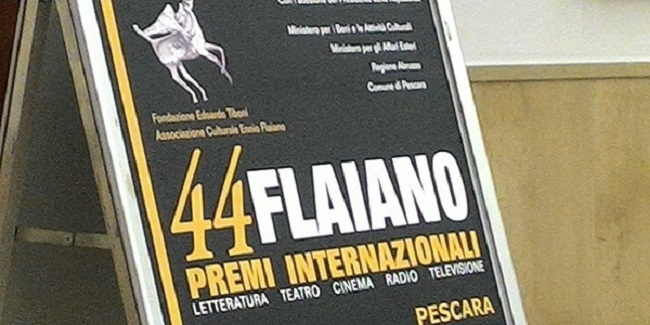 Ministero per i Beni e le Attività Culturali
Ministero per gli Affari Esteri
Regione Abruzzo
Comune di Pescara
Fondazione Edoardo Tiboni
Associazione Culturale Ennio Flaiano
44 FLAIANO
PREMI INTERNAZIONALI
LETTERATURA TEATRO CINEMA RADIO TELEVISIONE
PESCARA